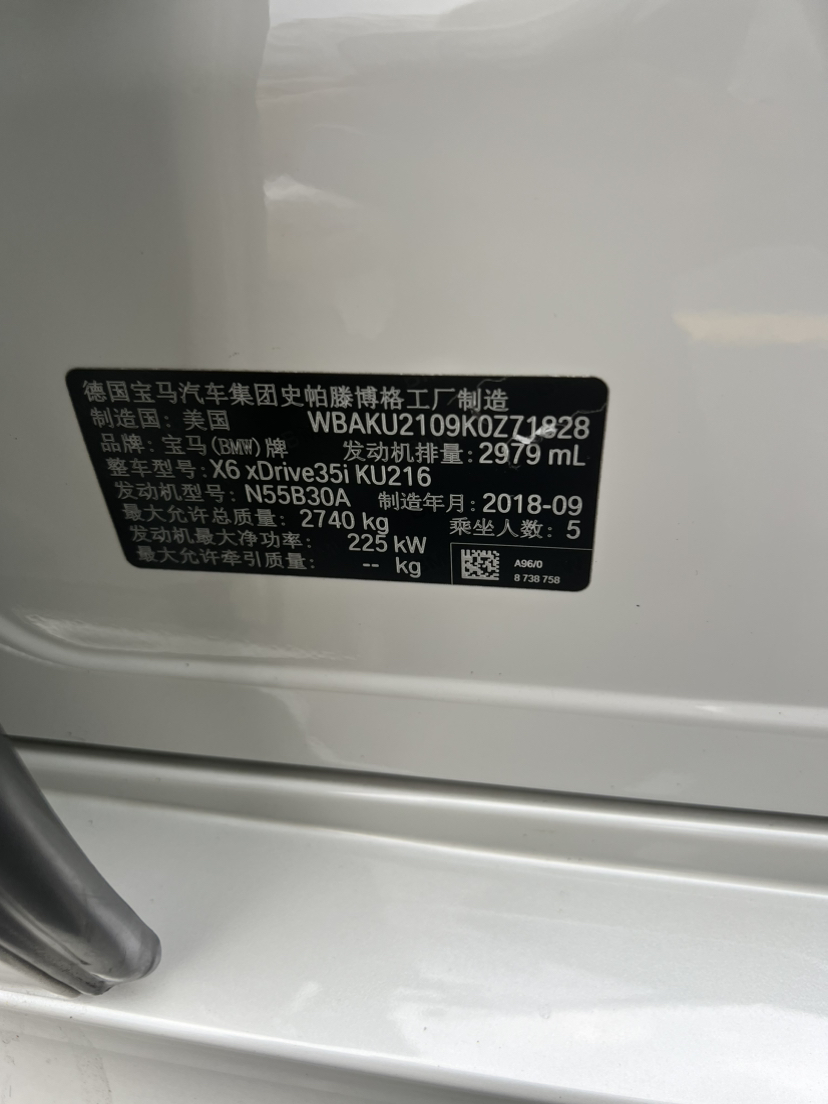 德国宝马汽车集团史帕滕博格工厂制造
制造国: 美国 WBAKU2109K0Z71828
品牌: 宝马(BMW)牌 发动机排量: 2979 mL
整车型号: X6 xDrive35i KU216
发动机型号: N55B30A 制造年月: 2018-09
最大允许总质量: 2740 kg 乘坐人数: 5
发动机最大净功率: 225 kW
最大允许牵引质量: -- kg
A96/0
8 738 758